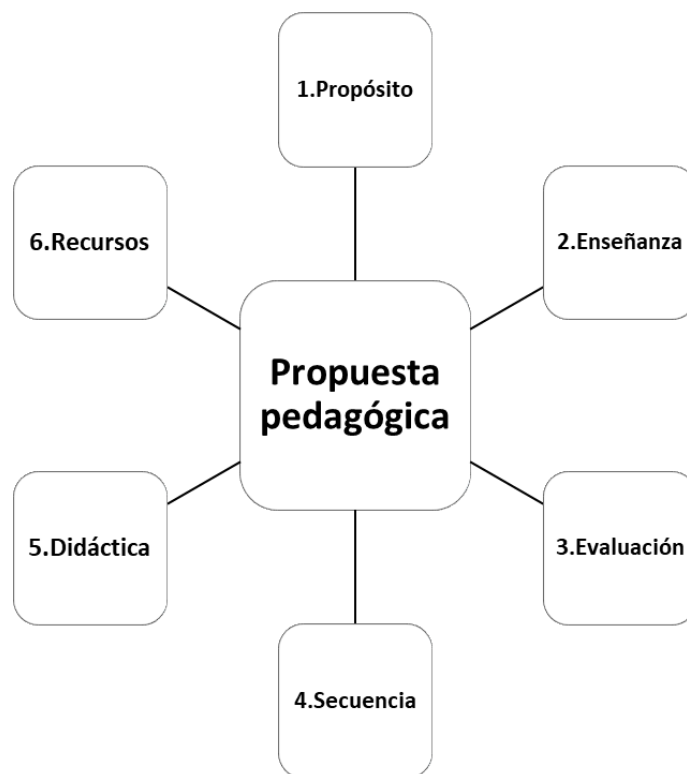 1.Propósito
2.Enseñanza
3.Evaluación
4.Secuencia
5.Didáctica
6.Recursos
Propuesta
pedagógica